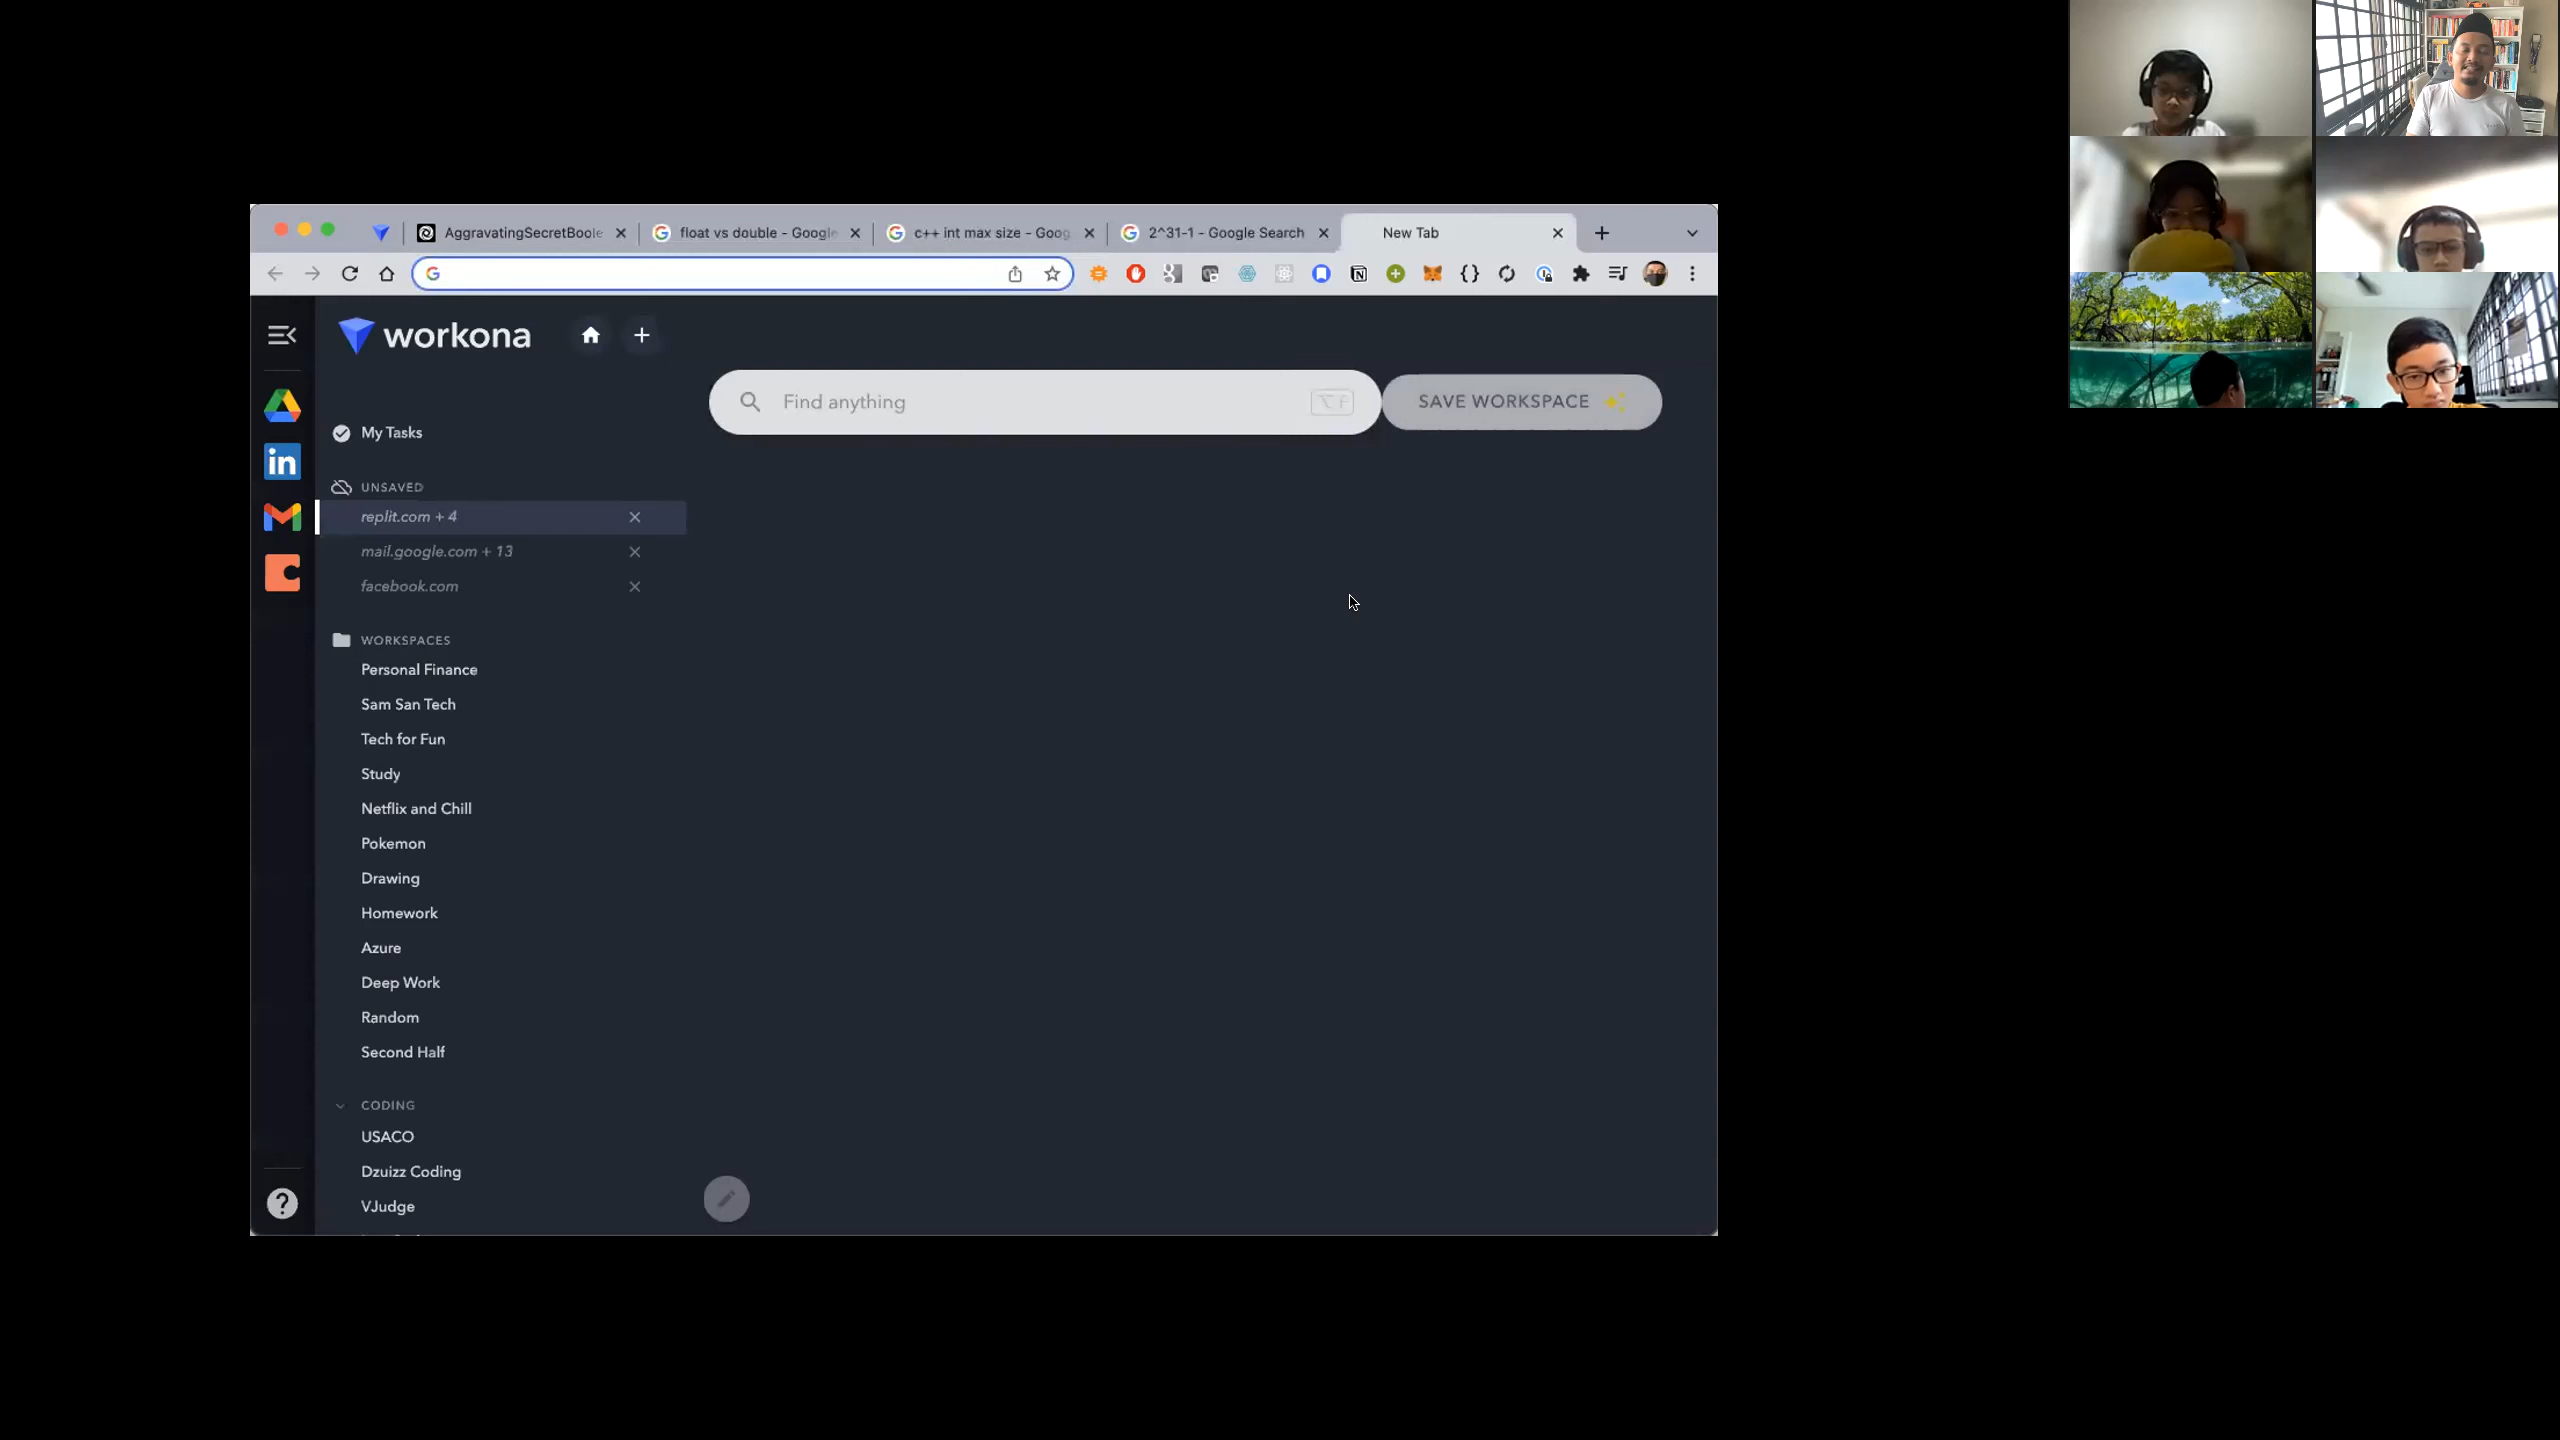 AggravatingSecretBoole
float vs double - Google
c++ int max size - Goog
2^31-1 - Google Search
New Tab
workona
Find anything
⌥ F
SAVE WORKSPACE
My Tasks
UNSAVED
replit.com + 4
mail.google.com + 13
facebook.com
WORKSPACES
Personal Finance
Sam San Tech
Tech for Fun
Study
Netflix and Chill
Pokemon
Drawing
Homework
Azure
Deep Work
Random
Second Half
CODING
USACO
Dzuizz Coding
VJudge